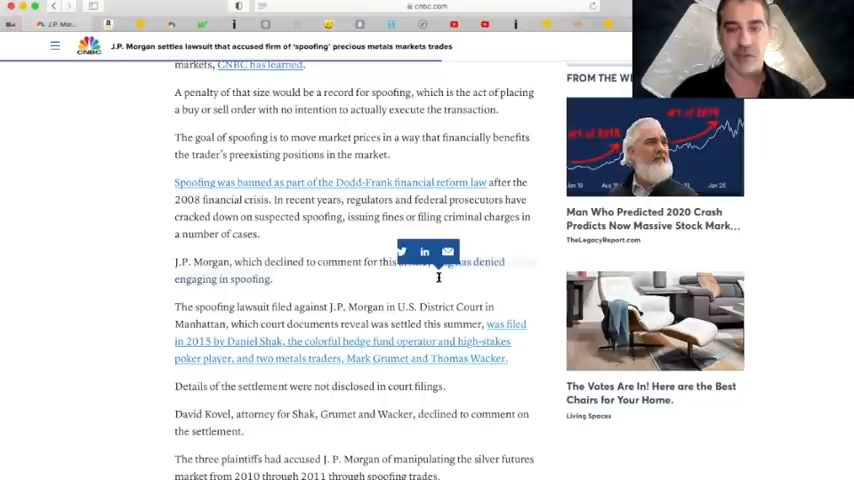 cnbc.com
J.P. Mar...
CNBC
J.P. Morgan settles lawsuit that accused firm of 'spoofing' precious metals markets trades
markets, CNBC has learned.
FROM THE WE
A penalty of that size would be a record for spoofing, which is the act of placing
a buy or sell order with no intention to actually execute the transaction.
The goal of spoofing is to move market prices in a way that financially benefits
the trader's preexisting positions in the market.
Spoofing was banned as part of the Dodd-Frank financial reform law after the
2008 financial crisis. In recent years, regulators and federal prosecutors have
cracked down on suspected spoofing, issuing fines or filing criminal charges in
a number of cases.
J.P. Morgan, which declined to comment for this has denied
engaging in spoofing.
The spoofing lawsuit filed against J.P. Morgan in U.S. District Court in
Manhattan, which court documents reveal was settled this summer, was filed
in 2015 by Daniel Shak, the colorful hedge fund operator and high-stakes
poker player, and two metals traders, Mark Grumet and Thomas Wacker.
Details of the settlement were not disclosed in court filings.
David Kovel, attorney for Shak, Grumet and Wacker, declined to comment on
the settlement.
The three plaintiffs had accused J. P. Morgan of manipulating the silver futures
market from 2010 through 2011 through spoofing trades.
Man Who Predicted 2020 Crash
Predicts Now Massive Stock Mark...
TheLegacyReport.com
The Votes Are In! Here are the Best
Chairs for Your Home.
Living Spaces